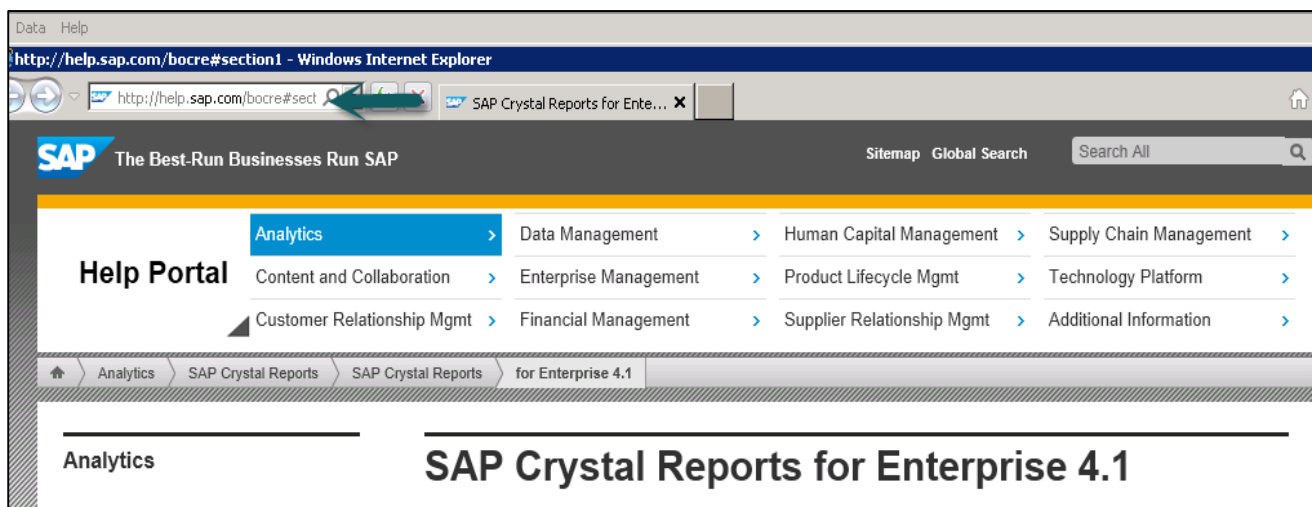 Data Help
http://help.sap.com/bocre#section1 - Windows Internet Explorer
http://help.sap.com/bocre#sect
SAP Crystal Reports for Ente...
SAP The Best-Run Businesses Run SAP
Sitemap Global Search
Search All
Help Portal
Analytics
Data Management
Human Capital Management
Supply Chain Management
Content and Collaboration
Enterprise Management
Product Lifecycle Mgmt
Technology Platform
Customer Relationship Mgmt
Financial Management
Supplier Relationship Mgmt
Additional Information
Analytics
SAP Crystal Reports
SAP Crystal Reports
for Enterprise 4.1
Analytics
SAP Crystal Reports for Enterprise 4.1